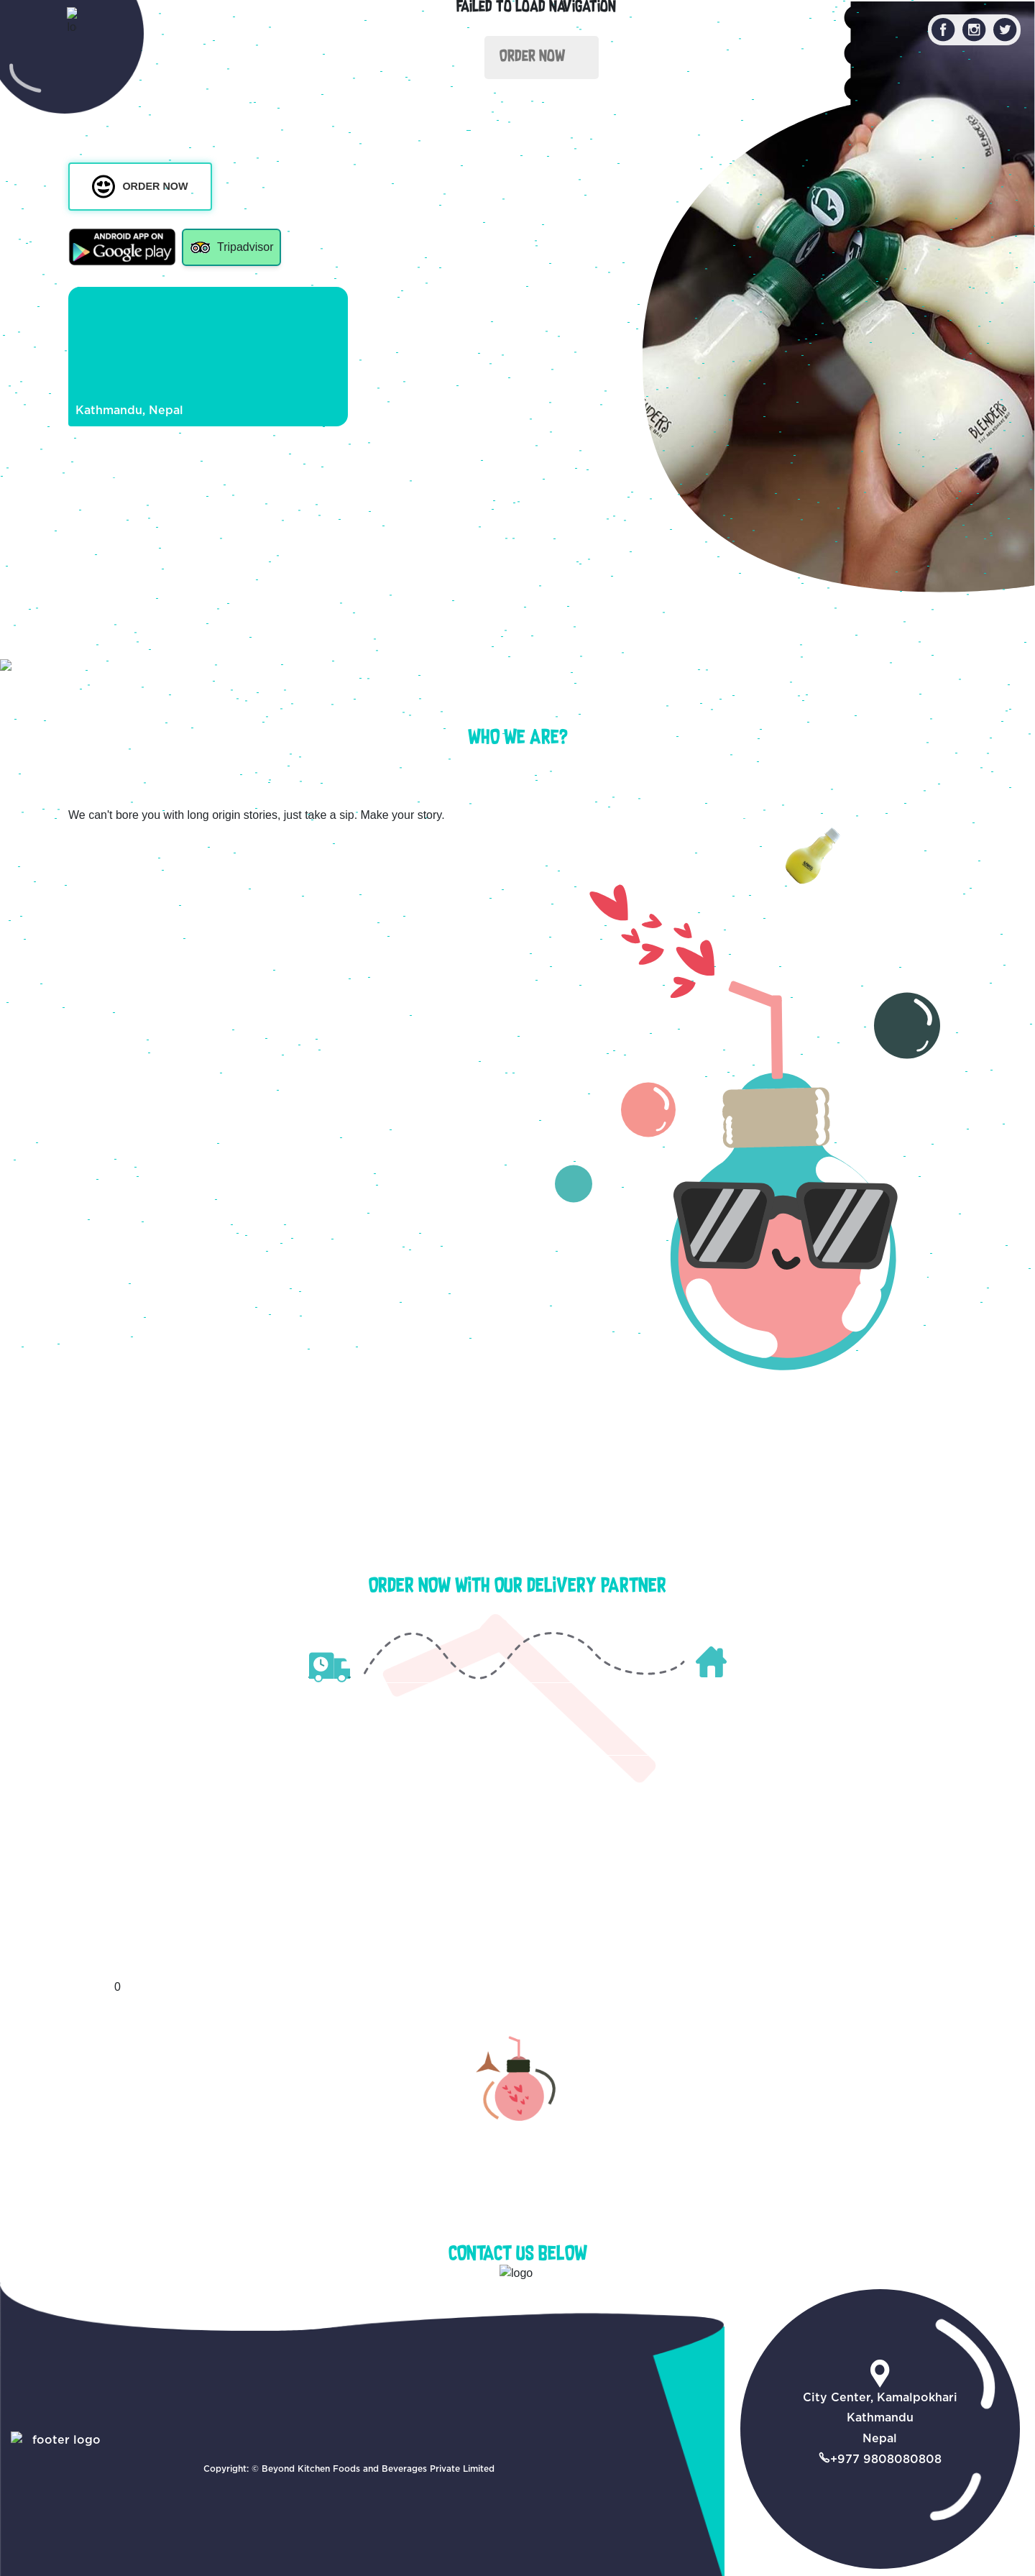 FAILED TO LOAD NAVIGATION
ORDER NOW
ORDER NOW
ANDROID APP ON
Google play
Tripadvisor
Kathmandu, Nepal
BLENDERS
BLENDERS
BLENDERS
WHO WE ARE?
We can't bore you with long origin stories, just take a sip. Make your story.
ORDER NOW WITH OUR DELIVERY PARTNER
0
CONTACT US BELOW
logo
City Center, Kamalpokhari
Kathmandu
Nepal
+977 9808080808
footer logo
Copyright: © Beyond Kitchen Foods and Beverages Private Limited